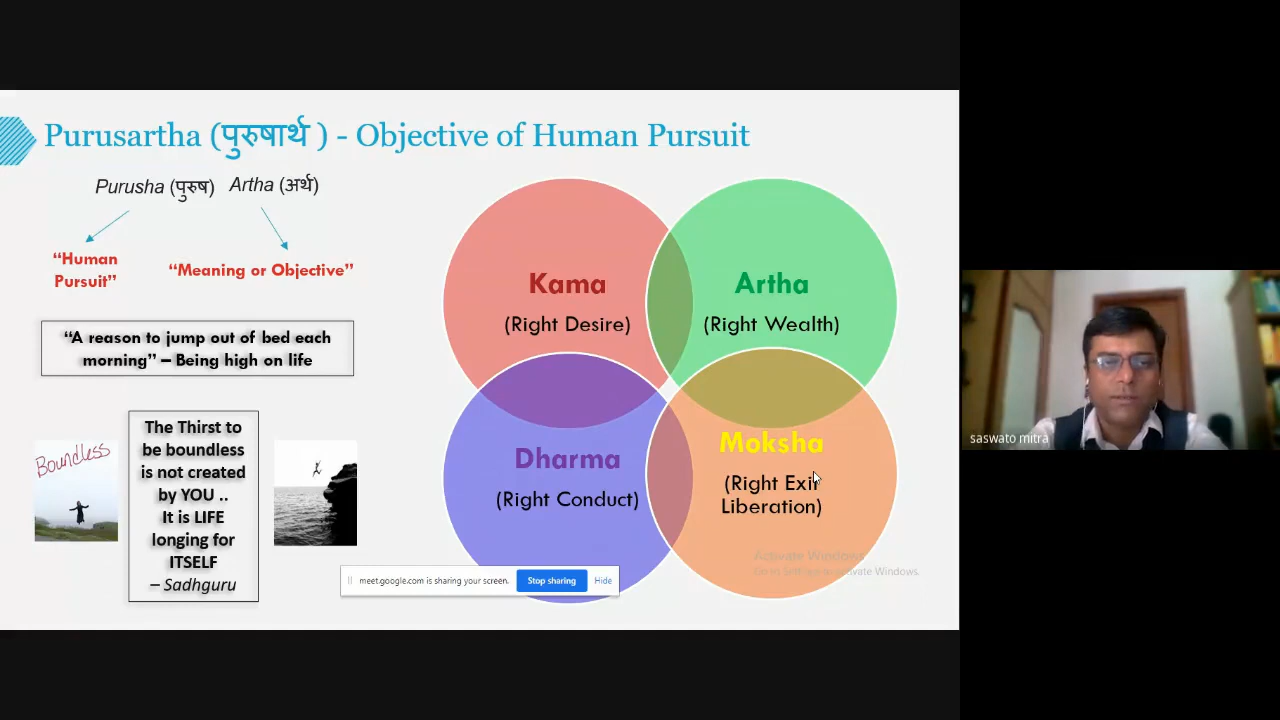 Purusartha (पुरुषार्थ ) - Objective of Human Pursuit
Purusha (पुरुष) Artha (अर्थ)
“Human
Pursuit”
“Meaning or Objective”
“A reason to jump out of bed each
morning” – Being high on life
Boundless
The Thirst to
be boundless
is not created
by YOU ..
It is LIFE
longing for
ITSELF
– Sadhguru
Kama
(Right Desire)
Artha
(Right Wealth)
Dharma
(Right Conduct)
Moksha
(Right Exit
Liberation)
Activate Windows
Go to Settings to activate Windows.
meet.google.com is sharing your screen.
Stop sharing
Hide
saswato mitra